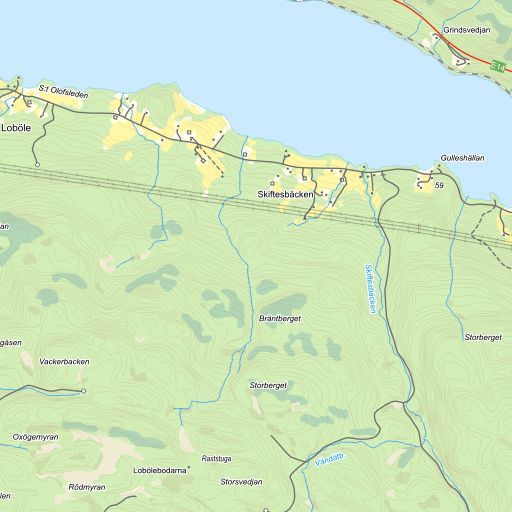 Grindsvedjan
E14
S:t Olofsleden
Loböle
Gulleshällan
59
Skiftesbäcken
Skiftesbäcken
Bräntberget
Storberget
Vackerbacken
Storberget
Oxögemyran
Raststuga
Vändåtb
Lobölebodarna
Rödmyran
Storsvedjan